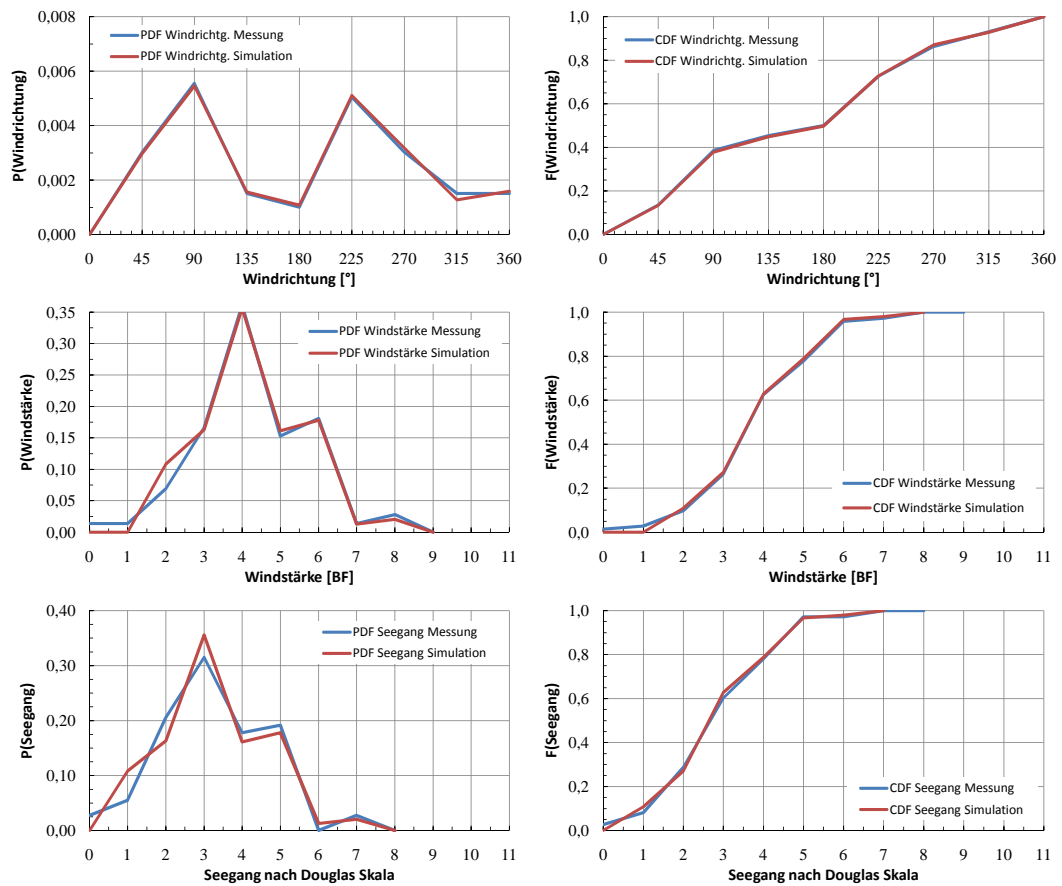 0,008
0,006
0,004
0,002
0,000
P(Windrichtung)
PDF Windrichtg. Messung
PDF Windrichtg. Simulation
0 45 90 135 180 225 270 315 360
Windrichtung [°]
1,0
0,8
0,6
0,4
0,2
0,0
F(Windrichtung)
CDF Windrichtg. Messung
CDF Windrichtg. Simulation
0 45 90 135 180 225 270 315 360
Windrichtung [°]
0,35
0,30
0,25
0,20
0,15
0,10
0,05
0,00
P(Windstärke)
PDF Windstärke Messung
PDF Windstärke Simulation
0 1 2 3 4 5 6 7 8 9 10 11
Windstärke [BF]
1,0
0,8
0,6
0,4
0,2
0,0
F(Windstärke)
CDF Windstärke Messung
CDF Windstärke Simulation
0 1 2 3 4 5 6 7 8 9 10 11
Windstärke [BF]
0,40
0,30
0,20
0,10
0,00
P(Seegang)
PDF Seegang Messung
PDF Seegang Simulation
0 1 2 3 4 5 6 7 8 9 10 11
Seegang nach Douglas Skala
1,0
0,8
0,6
0,4
0,2
0,0
F(Seegang)
CDF Seegang Messung
CDF Seegang Simulation
0 1 2 3 4 5 6 7 8 9 10 11
Seegang nach Douglas Skala